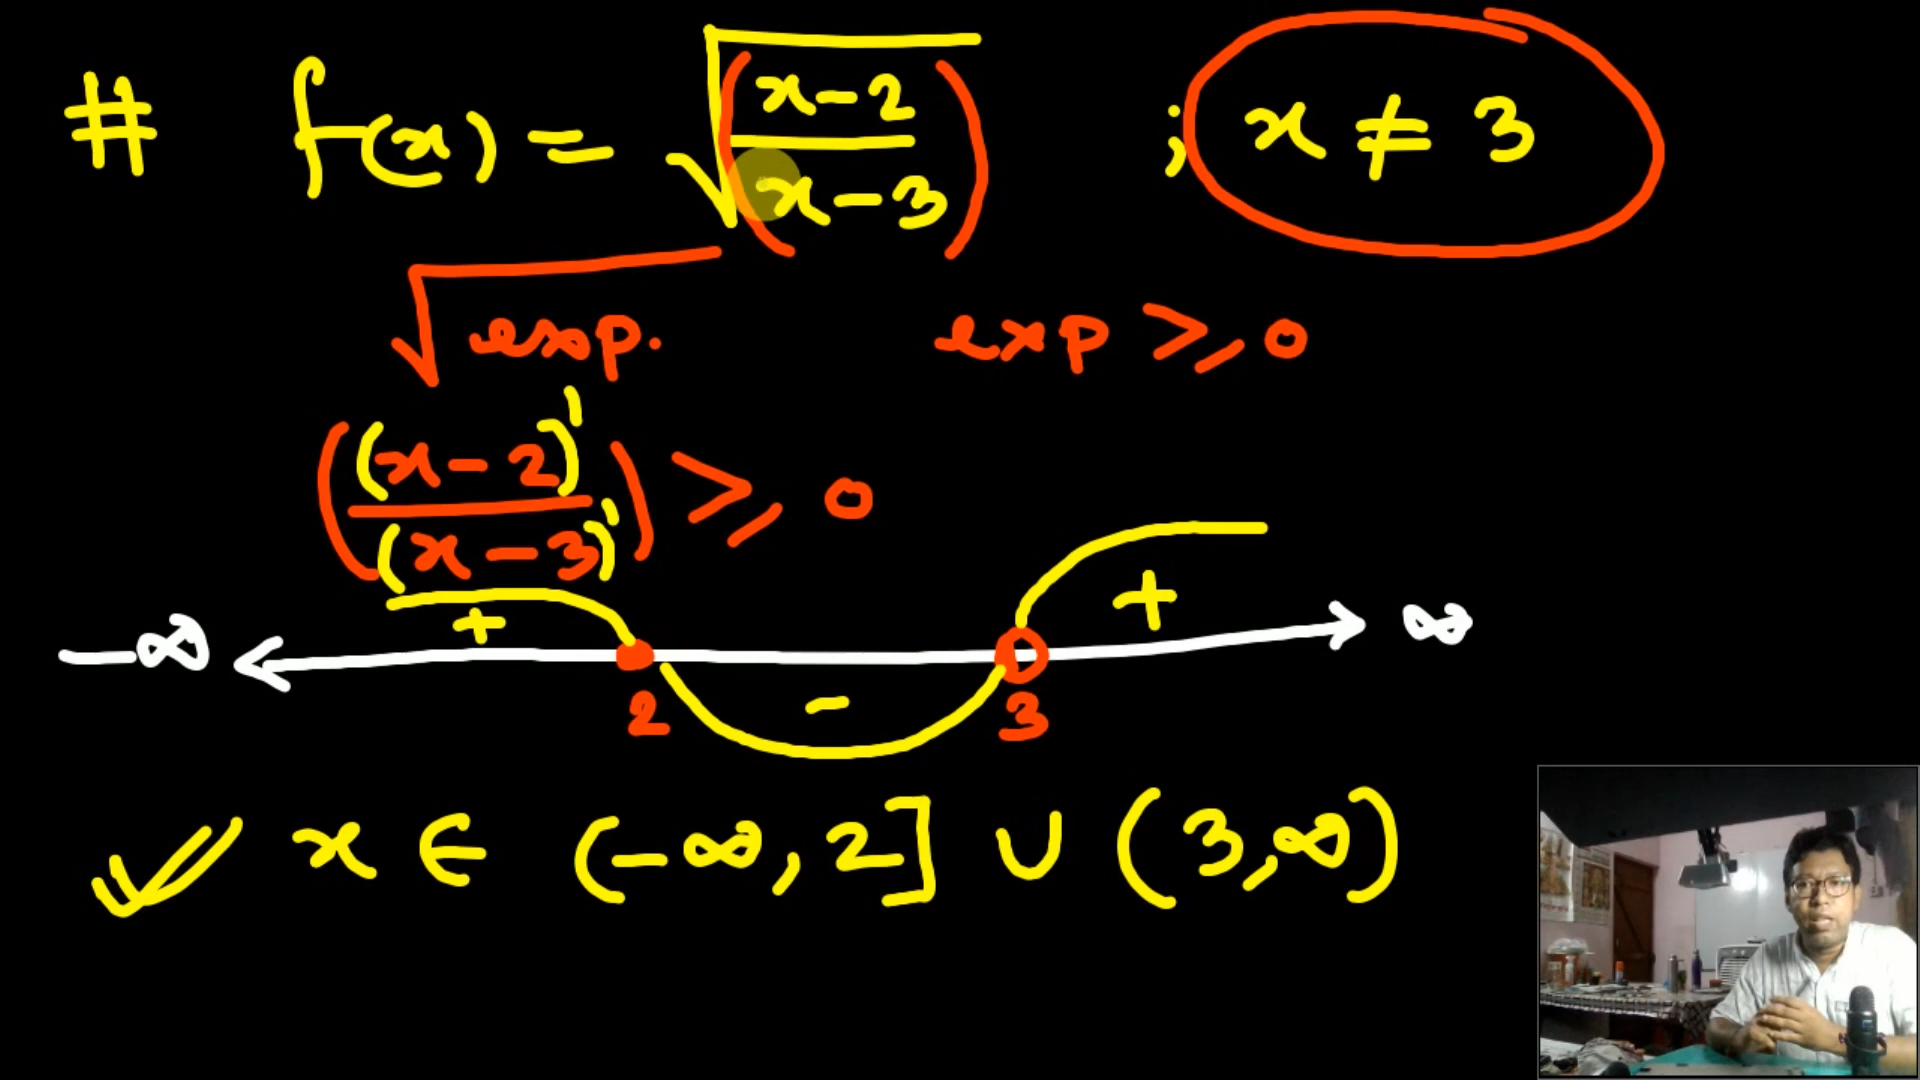 # f(x) = √((x-2)/(x-3)) ; x ≠ 3
√exp. exp ≥ 0
((x-2)'/(x-3)') ≥ 0
+ +
-∞ ∞
-
2 3
x ∈ (-∞, 2] ∪ (3, ∞)